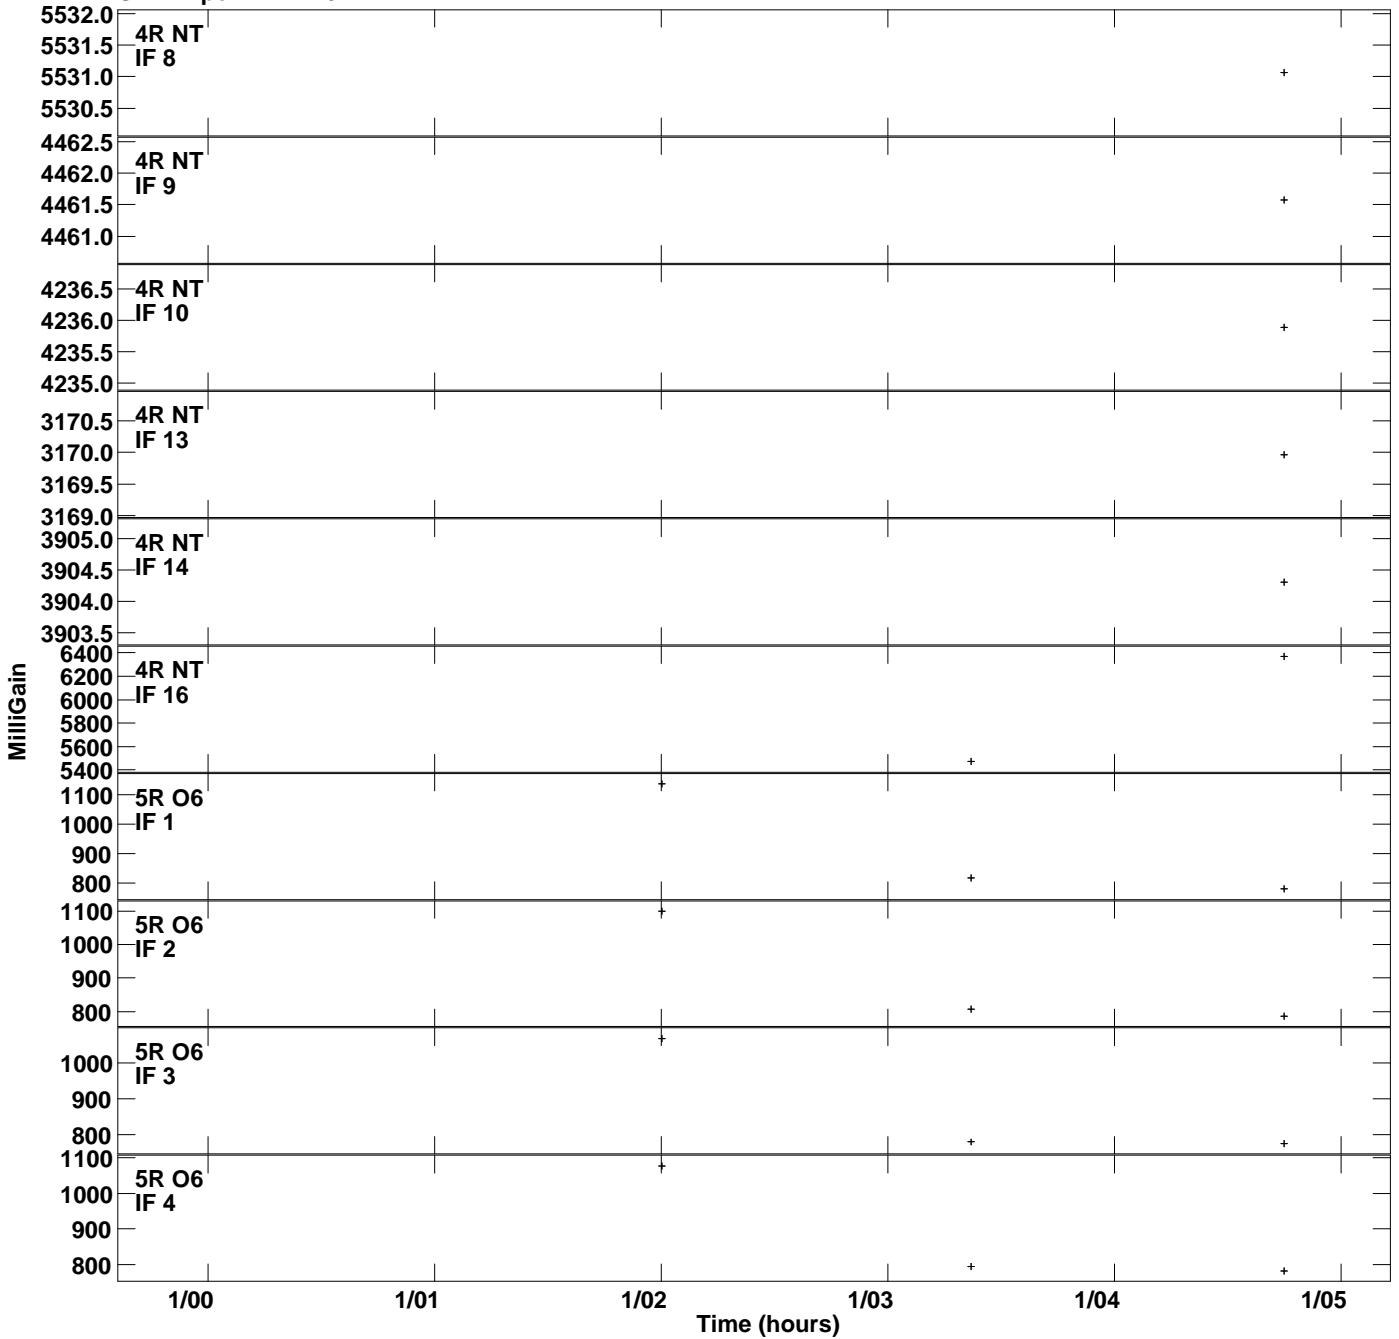 5532.0
5531.5
5531.0
5530.5
4R NT
IF 8
4462.5
4462.0
4461.5
4461.0
4R NT
IF 9
4236.5
4236.0
4235.5
4235.0
4R NT
IF 10
3170.5
3170.0
3169.5
3169.0
4R NT
IF 13
3905.0
3904.5
3904.0
3903.5
4R NT
IF 14
6400
6200
6000
5800
5600
5400
4R NT
IF 16
MilliGain
1100
1000
900
800
5R O6
IF 1
1100
1000
900
800
5R O6
IF 2
1000
900
800
5R O6
IF 3
1100
1000
900
800
5R O6
IF 4
1/00 1/01 1/02 1/03 1/04 1/05
Time (hours)